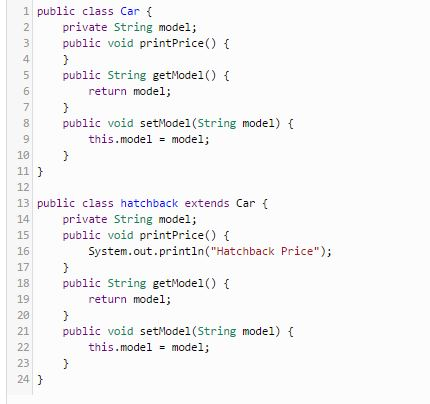 1 public class Car {
2 private String model;
3 public void printPrice() {
4 }
5 public String getModel() {
6 return model;
7 }
8 public void setModel(String model) {
9 this.model = model;
10 }
11 }
12
13 public class hatchback extends Car {
14 private String model;
15 public void printPrice() {
16 System.out.println("Hatchback Price");
17 }
18 public String getModel() {
19 return model;
20 }
21 public void setModel(String model) {
22 this.model = model;
23 }
24 }